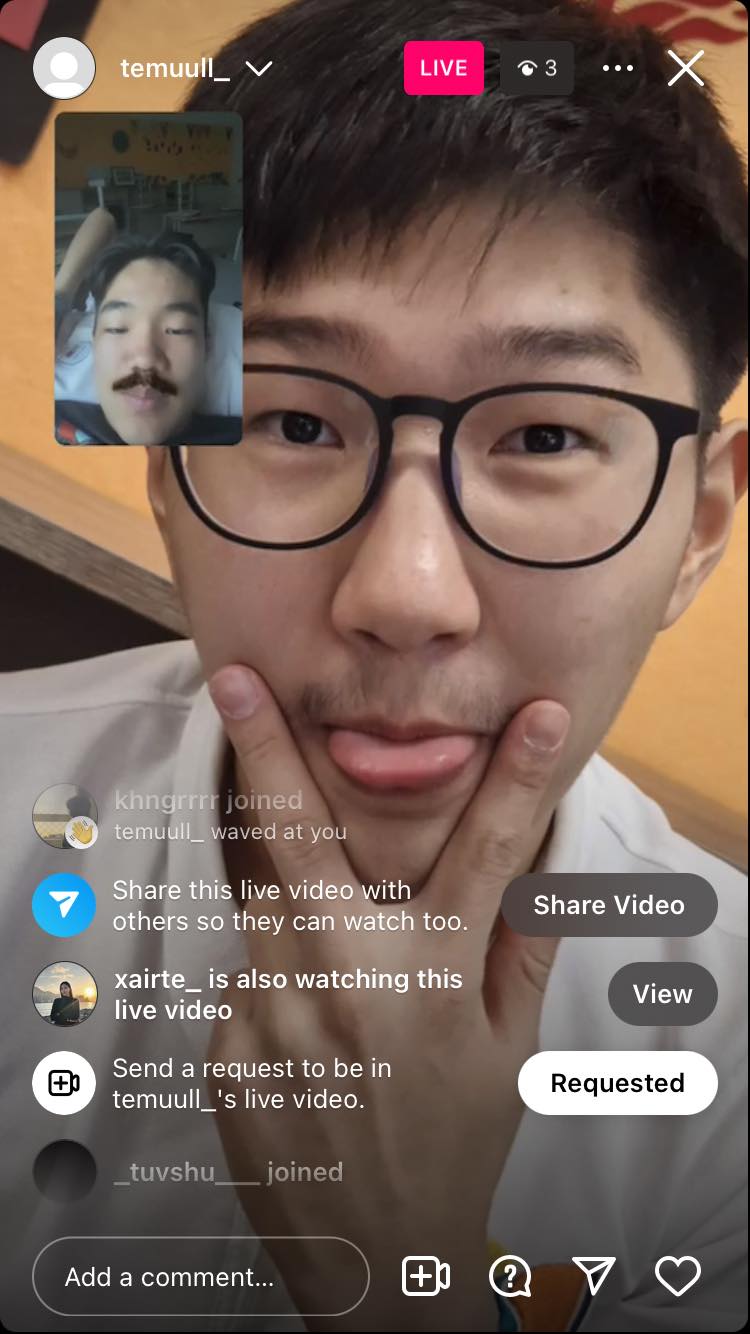 temuull_
LIVE
3
khngrrrr joined
temuull_ waved at you
Share this live video with
others so they can watch too.
Share Video
xairte_ is also watching this
live video
View
Send a request to be in
temuull_'s live video.
Requested
_tuvshu___ joined
Add a comment...